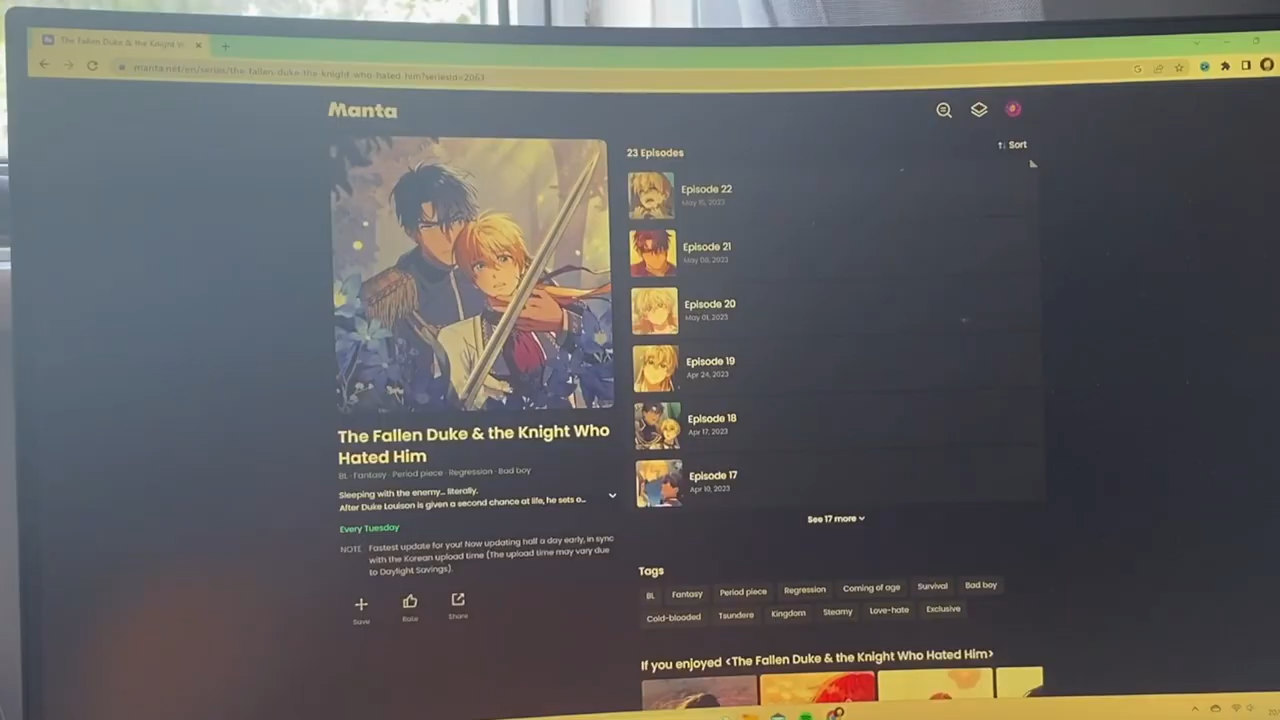 The Fallen Duke & the Knight W
manta.net/en/series/the-fallen-duke-the-knight-who-hated-him?seriesId=2063
Manta
23 Episodes
Sort
Episode 22
May 15, 2023
Episode 21
May 08, 2023
Episode 20
May 01, 2023
Episode 19
Apr 24, 2023
Episode 18
Apr 17, 2023
Episode 17
Apr 10, 2023
See 17 more
The Fallen Duke & the Knight Who
Hated Him
BL · Fantasy · Period piece · Regression · Bad boy
Sleeping with the enemy… literally.
After Duke Louison is given a second chance at life, he sets o…
Every Tuesday
NOTE Fastest update for you! Now updating half a day early, in sync
with the Korean upload time (The upload time may vary due
to Daylight Savings).
Save
Rate
Share
Tags
BL Fantasy Period piece Regression Coming of age Survival Bad boy
Cold-blooded Tsundere Kingdom Steamy Love-hate Exclusive
If you enjoyed <The Fallen Duke & the Knight Who Hated Him>